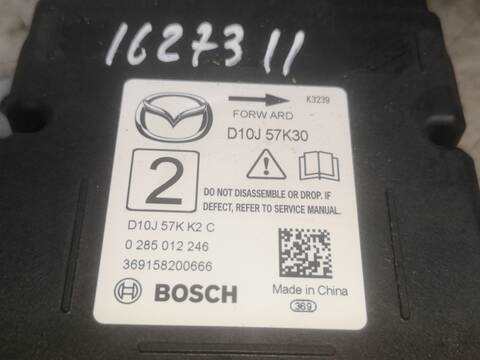 1627311
K3239
FORWARD
D10J 57K30
2
DO NOT DISASSEMBLE OR DROP. IF
DEFECT, REFER TO SERVICE MANUAL.
D10J 57K K2 C
0 285 012 246
369158200666
BOSCH
Made in China
369